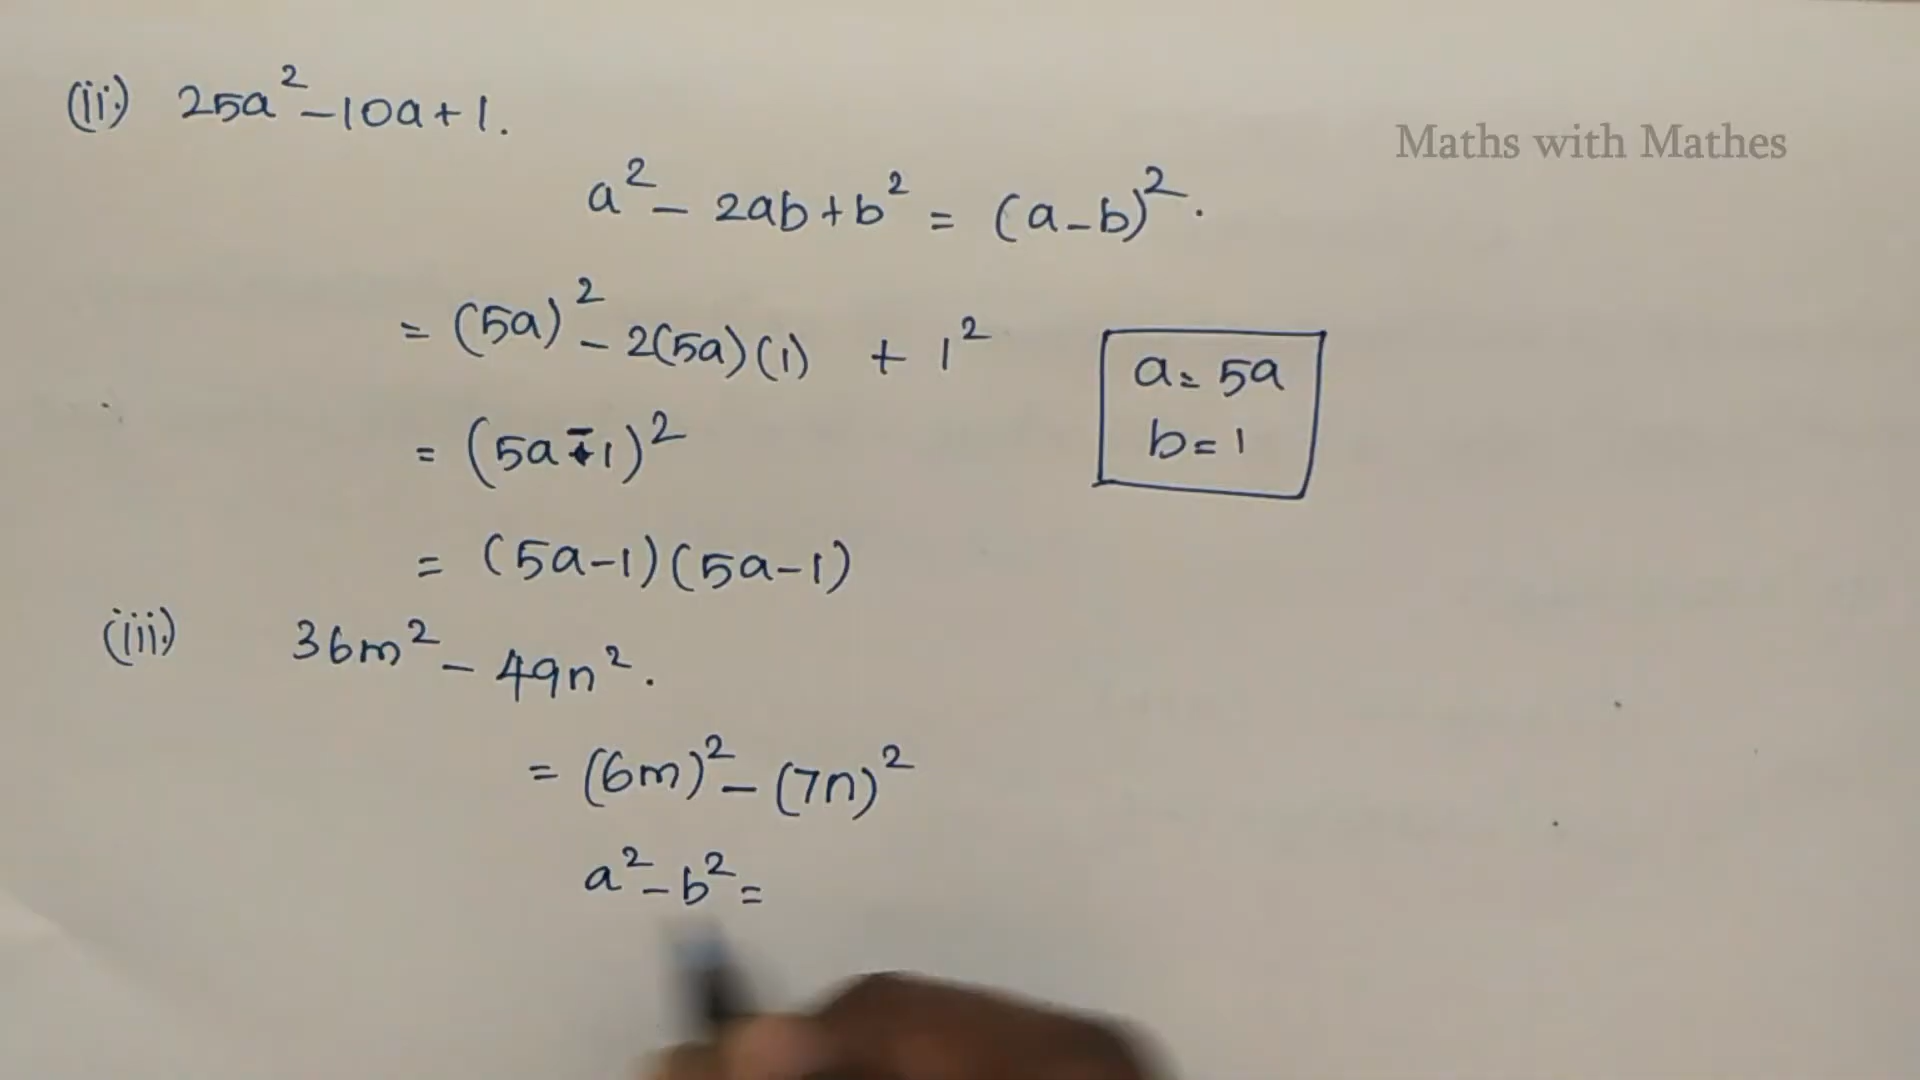 (ii) 25a² - 10a + 1.
Maths with Mathes
a² - 2ab + b² = (a - b)².
= (5a)² - 2(5a)(1) + 1²
a = 5a
b = 1
= (5a - 1)²
= (5a - 1)(5a - 1)
(iii) 36m² - 49n².
= (6m)² - (7n)²
a² - b² =